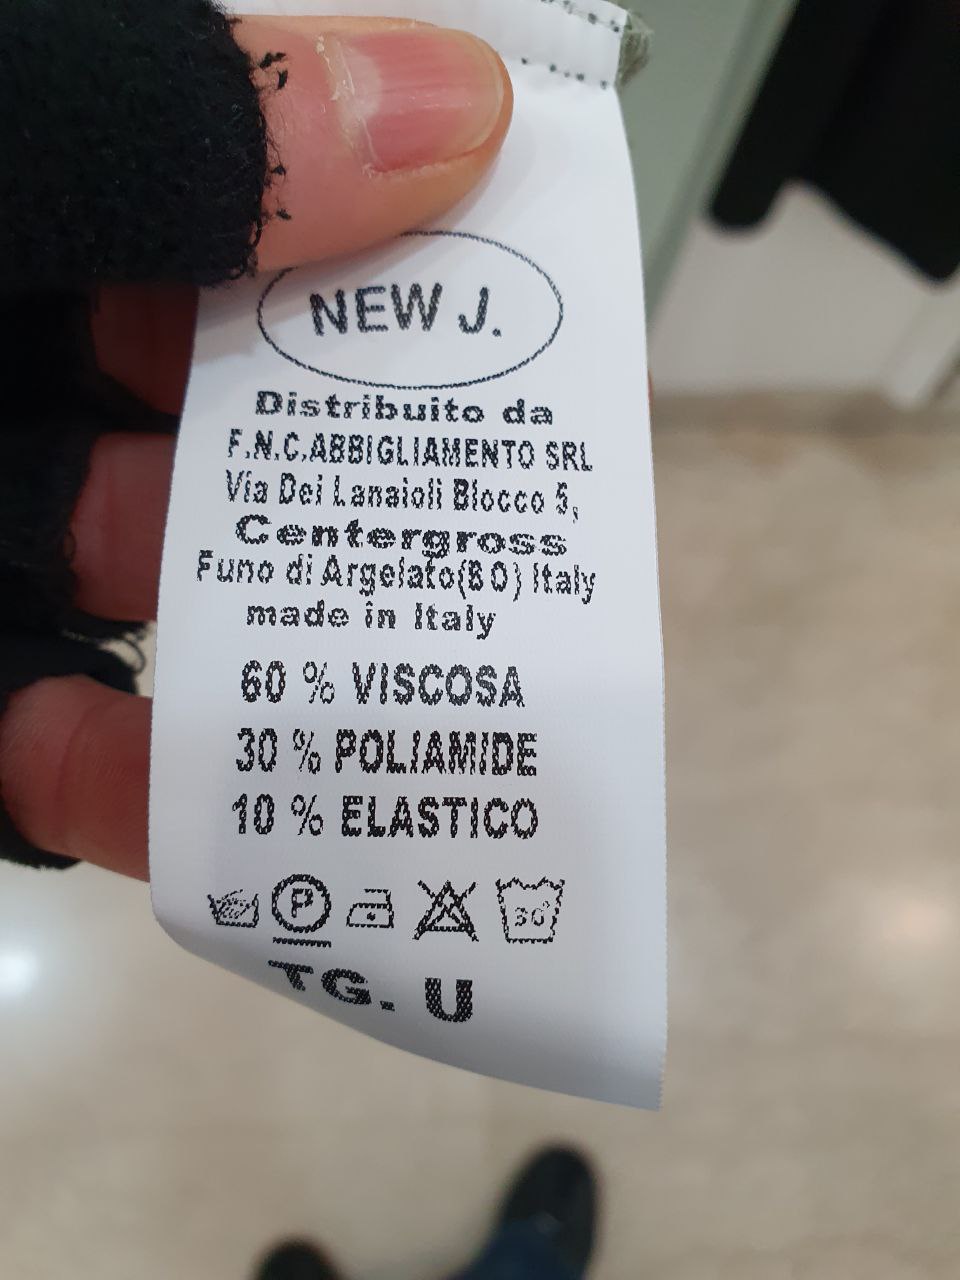 NEW J.
Distribuito da
F.N.C.ABBIGLIAMENTO SRL
Via Dei Lanaioli Blocco 5,
Centergross
Funo di Argelato(BO) Italy
made in Italy
60 % VISCOSA
30 % POLIAMIDE
10 % ELASTICO
P 30°
TG. U